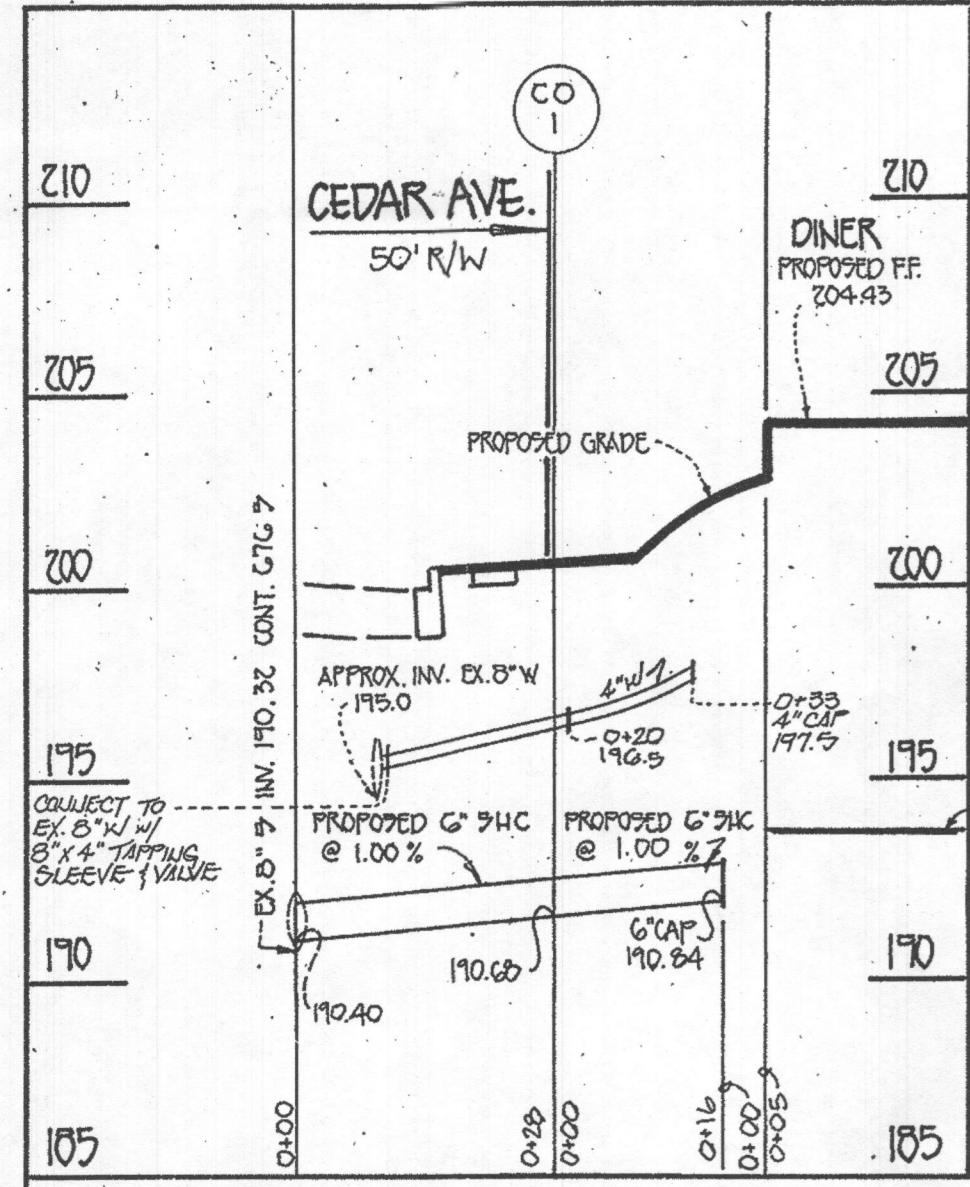 CO
1
210
210
CEDAR AVE.
50' R/W
DINER
PROPOSED F.F.
204.43
205
205
PROPOSED GRADE
200
200
EX. 8" S INV. 190.32 CONT. C7C 5
APPROX. INV. EX. 8" W
195.0
4" W
0+33
4" CAP
197.5
0+20
196.5
195
195
CONNECT TO
EX. 8" W W/
8" X 4" TAPPING
SLEEVE & VALVE
PROPOSED 6" SHC
@ 1.00 %
PROPOSED 6" SHC
@ 1.00 %
6" CAP
190.84
190
190
190.68
190.40
185
185
0+00
0+28
0+00
0+16
0+00
0+05